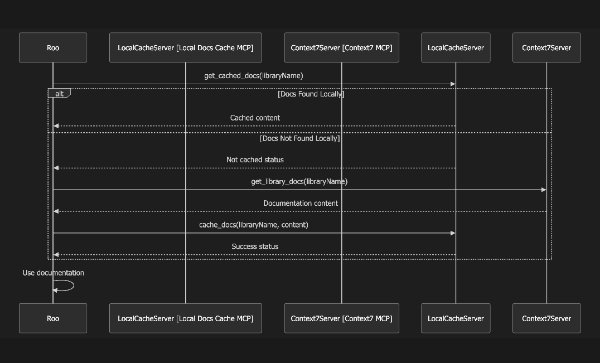 Roo
LocalCacheServer [Local Docs Cache MCP]
Context7Server [Context7 MCP]
LocalCacheServer
Context7Server
get_cached_docs(libraryName)
alt
[Docs Found Locally]
Cached content
[Docs Not Found Locally]
Not cached status
get_library_docs(libraryName)
Documentation content
cache_docs(libraryName, content)
Success status
Use documentation
Roo
LocalCacheServer [Local Docs Cache MCP]
Context7Server [Context7 MCP]
LocalCacheServer
Context7Server